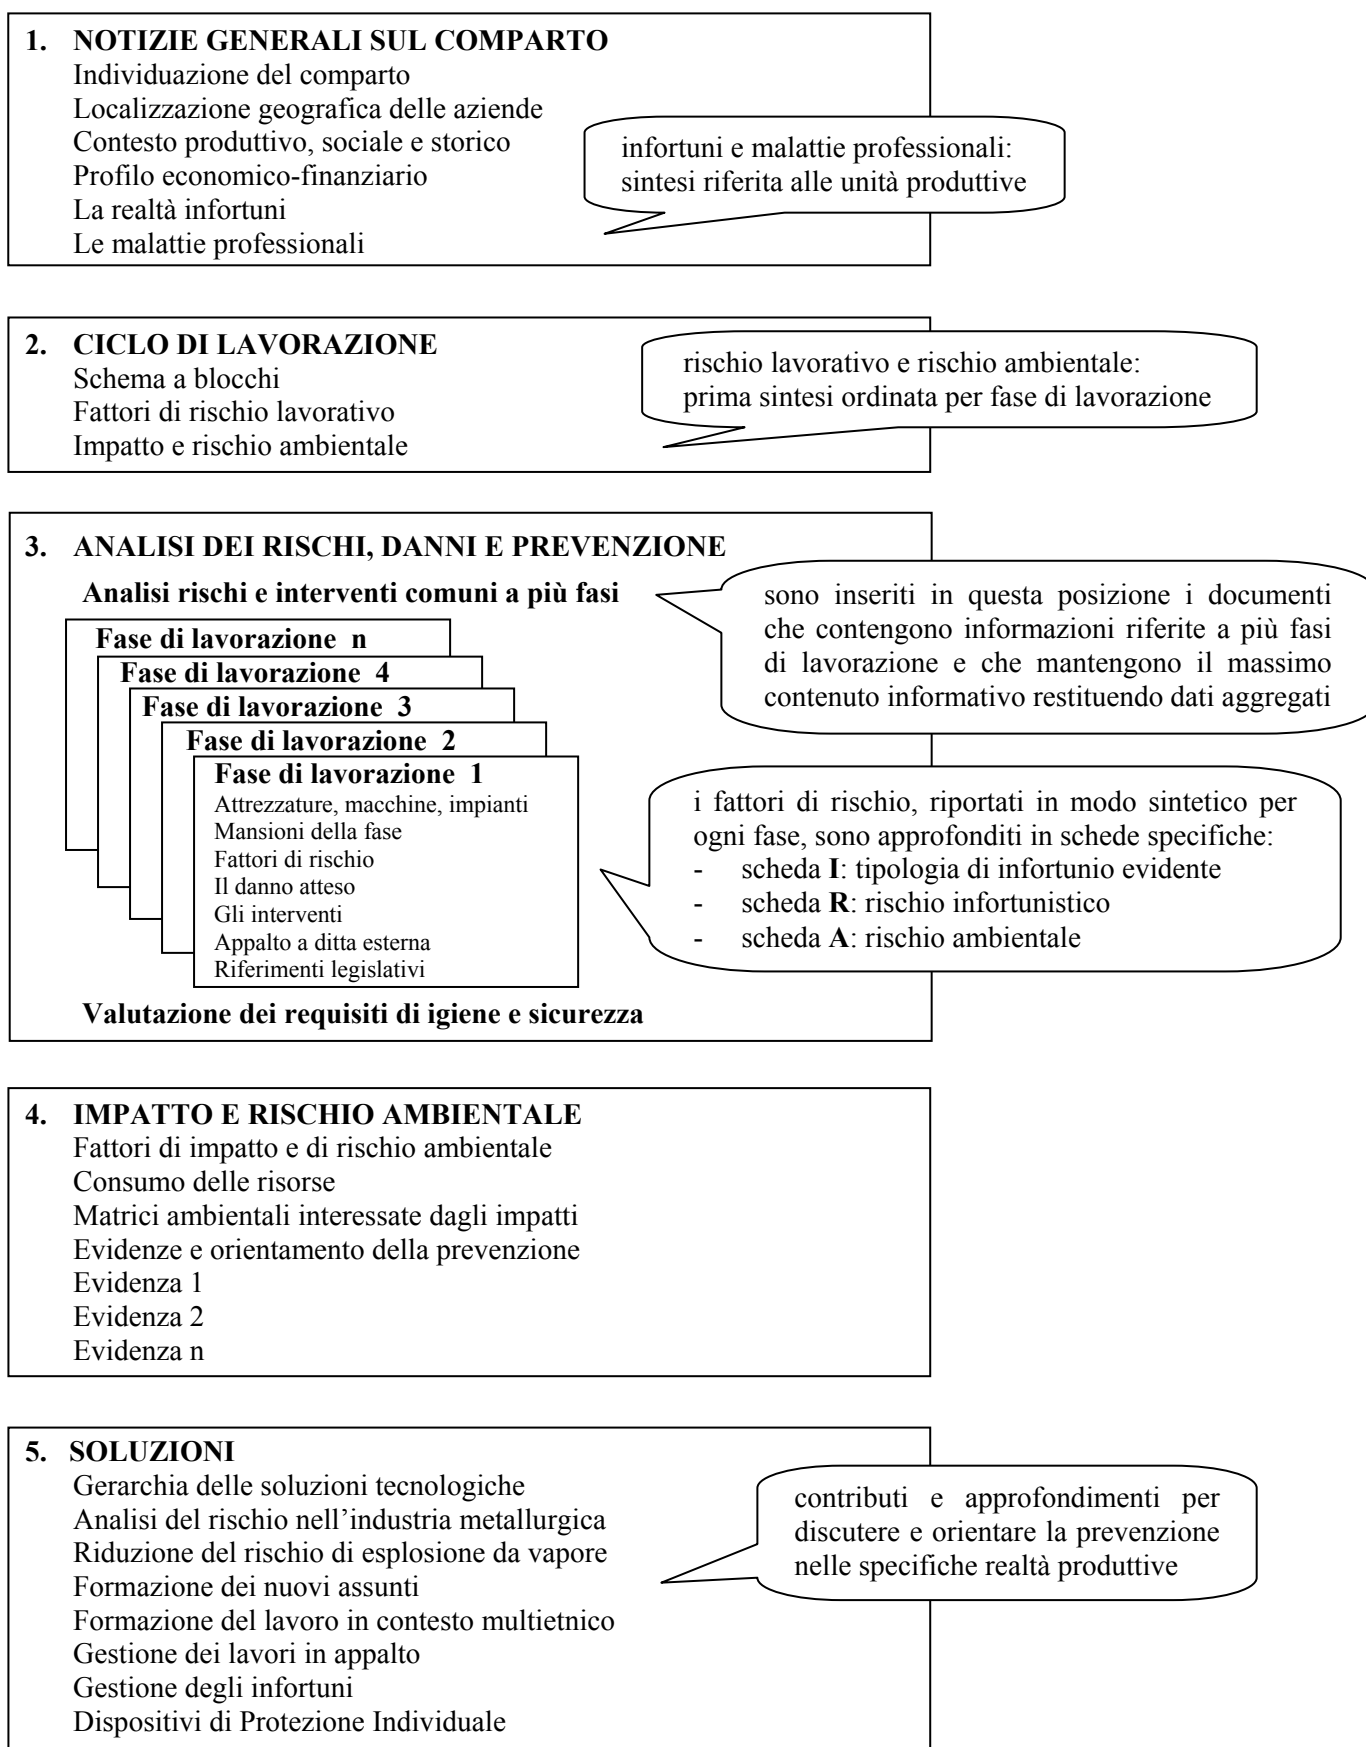 1. NOTIZIE GENERALI SUL COMPARTO
Individuazione del comparto
Localizzazione geografica delle aziende
Contesto produttivo, sociale e storico
Profilo economico-finanziario
La realtà infortuni
Le malattie professionali
infortuni e malattie professionali:
sintesi riferita alle unità produttive
2. CICLO DI LAVORAZIONE
Schema a blocchi
Fattori di rischio lavorativo
Impatto e rischio ambientale
rischio lavorativo e rischio ambientale:
prima sintesi ordinata per fase di lavorazione
3. ANALISI DEI RISCHI, DANNI E PREVENZIONE
Analisi rischi e interventi comuni a più fasi
sono inseriti in questa posizione i documenti
che contengono informazioni riferite a più fasi
di lavorazione e che mantengono il massimo
contenuto informativo restituendo dati aggregati
Fase di lavorazione n
Fase di lavorazione 4
Fase di lavorazione 3
Fase di lavorazione 2
Fase di lavorazione 1
Attrezzature, macchine, impianti
Mansioni della fase
Fattori di rischio
Il danno atteso
Gli interventi
Appalto a ditta esterna
Riferimenti legislativi
i fattori di rischio, riportati in modo sintetico per
ogni fase, sono approfonditi in schede specifiche:
- scheda I: tipologia di infortunio evidente
- scheda R: rischio infortunistico
- scheda A: rischio ambientale
Valutazione dei requisiti di igiene e sicurezza
4. IMPATTO E RISCHIO AMBIENTALE
Fattori di impatto e di rischio ambientale
Consumo delle risorse
Matrici ambientali interessate dagli impatti
Evidenze e orientamento della prevenzione
Evidenza 1
Evidenza 2
Evidenza n
5. SOLUZIONI
Gerarchia delle soluzioni tecnologiche
Analisi del rischio nell'industria metallurgica
Riduzione del rischio di esplosione da vapore
Formazione dei nuovi assunti
Formazione del lavoro in contesto multietnico
Gestione dei lavori in appalto
Gestione degli infortuni
Dispositivi di Protezione Individuale
contributi e approfondimenti per
discutere e orientare la prevenzione
nelle specifiche realtà produttive